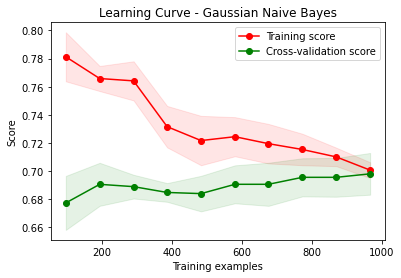 Learning Curve - Gaussian Naive Bayes
Training score
Cross-validation score
Score
0.80
0.78
0.76
0.74
0.72
0.70
0.68
0.66
200
400
600
800
1000
Training examples